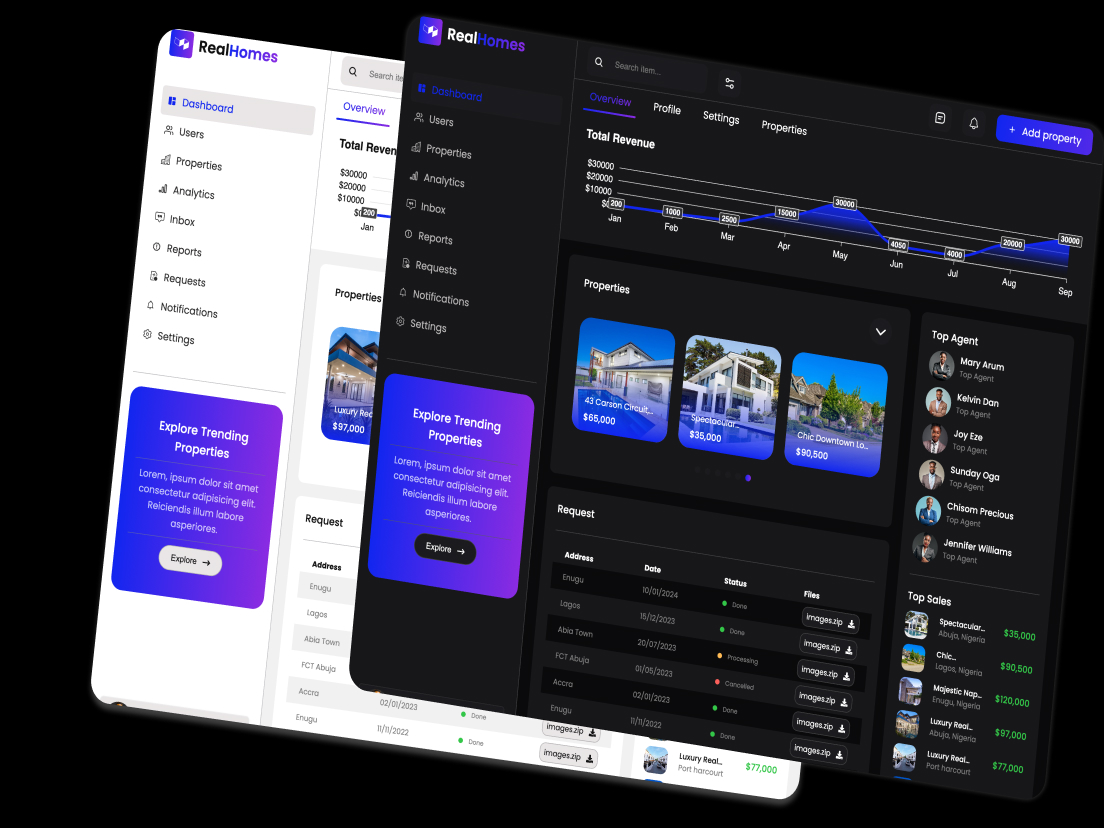 RealHomes
Dashboard
Users
Properties
Analytics
Inbox
Reports
Requests
Notifications
Settings
Explore Trending
Properties
Lorem, ipsum dolor sit amet
consectetur adipisicing elit.
Reiciendis illum labore
asperiores.
Explore
Search ite
Overview
Total Reven
$30000
$20000
$10000
$0
200
Jan
Properties
Luxury Rea
$97,000
Request
Address
Enugu
Lagos
Abia Town
FCT Abuja
Accra
02/01/2023
Done
images.zip
Enugu
11/11/2022
Done
images.zip
Luxury Real...
Port harcourt
$77,000
RealHomes
Dashboard
Users
Properties
Analytics
Inbox
Reports
Requests
Notifications
Settings
Explore Trending
Properties
Lorem, ipsum dolor sit amet
consectetur adipisicing elit.
Reiciendis illum labore
asperiores.
Explore
Search item...
Overview
Profile
Settings
Properties
+ Add property
Total Revenue
$30000
$20000
$10000
$0
200
1000
2500
15000
30000
4050
4000
20000
30000
Jan
Feb
Mar
Apr
May
Jun
Jul
Aug
Sep
Properties
43 Carson Circuit,...
$65,000
Spectacular...
$35,000
Chic Downtown Lo...
$90,500
Request
Address Date Status Files
Enugu 10/01/2024 Done images.zip
Lagos 15/12/2023 Done images.zip
Abia Town 20/07/2023 Processing images.zip
FCT Abuja 01/05/2023 Cancelled images.zip
Accra 02/01/2023 Done images.zip
Enugu 11/11/2022 Done images.zip
Top Agent
Mary Arum
Top Agent
Kelvin Dan
Top Agent
Joy Eze
Top Agent
Sunday Oga
Top Agent
Chisom Precious
Top Agent
Jennifer Williams
Top Agent
Top Sales
Spectacular...
Abuja, Nigeria
$35,000
Chic...
Lagos, Nigeria
$90,500
Majestic Nap...
Enugu, Nigeria
$120,000
Luxury Real...
Abuja, Nigeria
$97,000
Luxury Real...
Port harcourt
$77,000